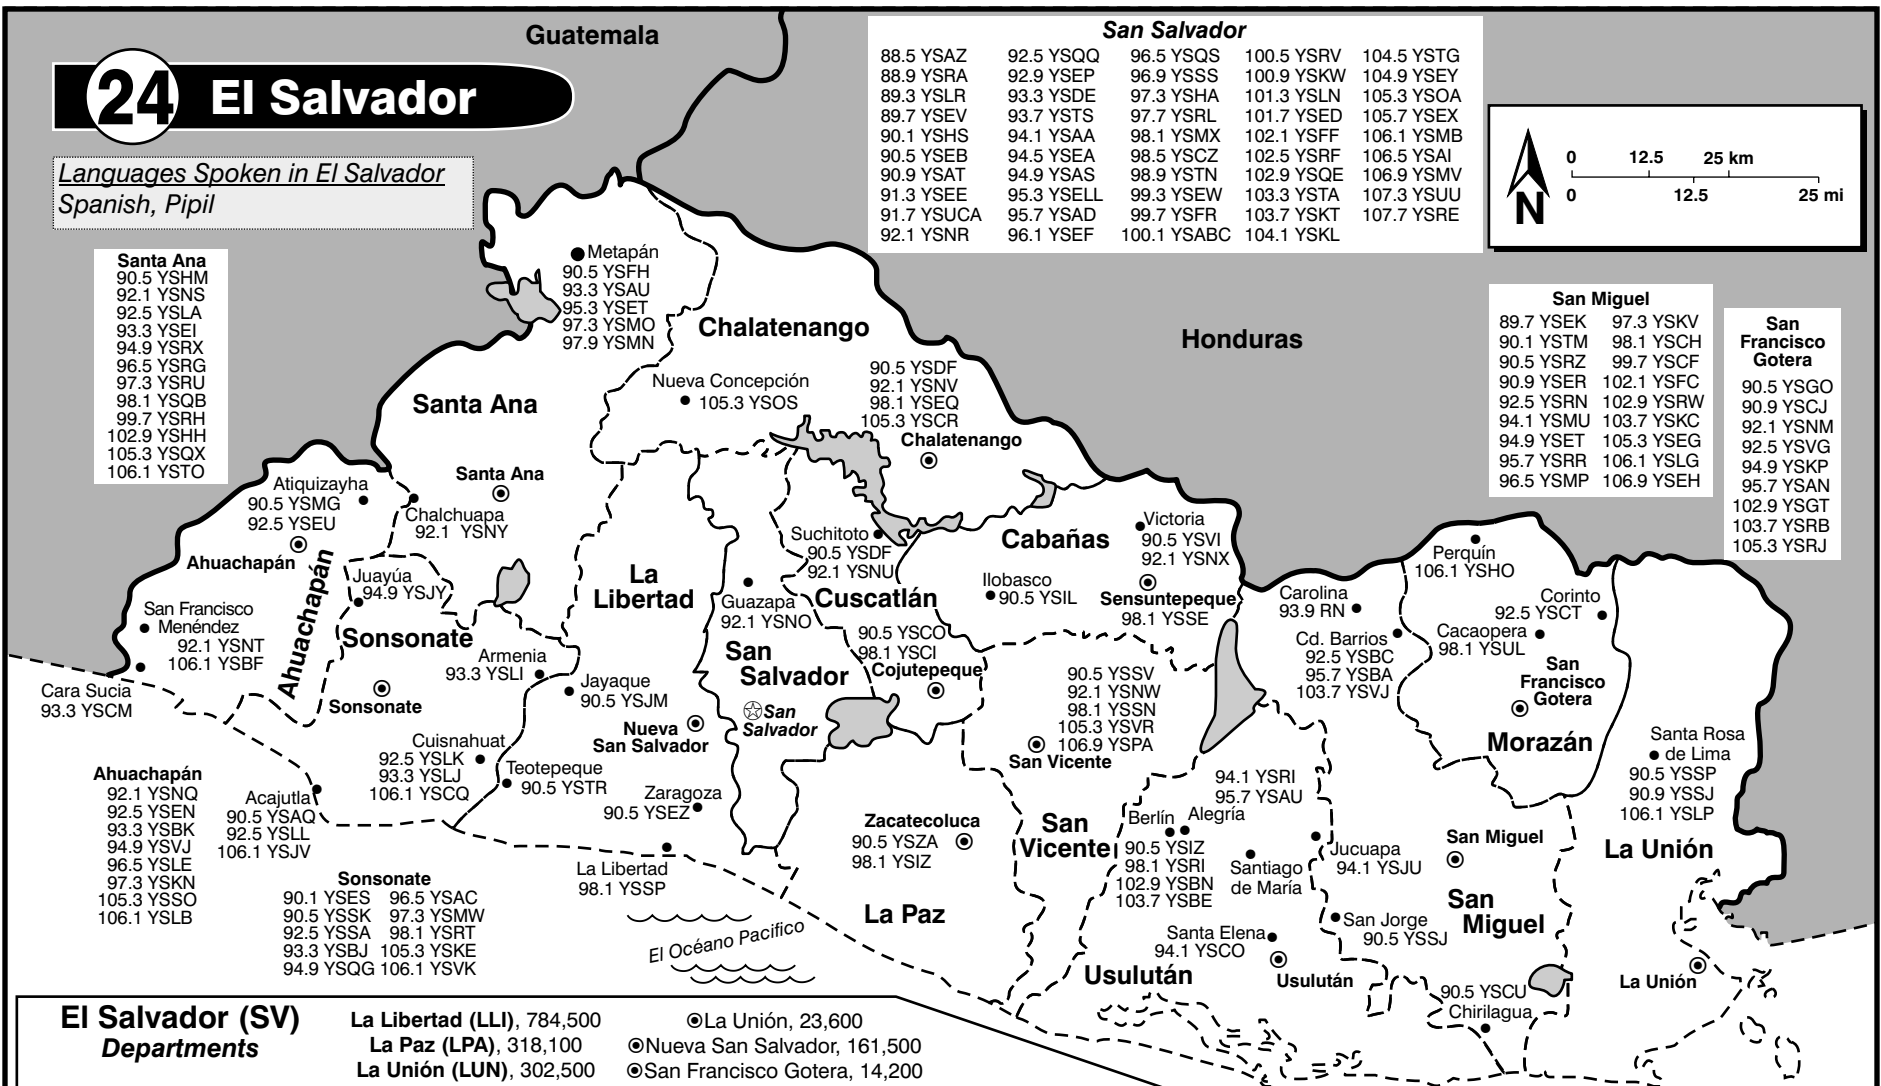 Guatemala
24 El Salvador
Languages Spoken in El Salvador
Spanish, Pipil
San Salvador
88.5 YSAZ 92.5 YSQQ 96.5 YSQS 100.5 YSRV 104.5 YSTG
88.9 YSRA 92.9 YSEP 96.9 YSSS 100.9 YSKW 104.9 YSEY
89.3 YSLR 93.3 YSDE 97.3 YSHA 101.3 YSLN 105.3 YSOA
89.7 YSEV 93.7 YSTS 97.7 YSRL 101.7 YSED 105.7 YSEX
90.1 YSHS 94.1 YSAA 98.1 YSMX 102.1 YSFF 106.1 YSMB
90.5 YSEB 94.5 YSEA 98.5 YSCZ 102.5 YSRF 106.5 YSAI
90.9 YSAT 94.9 YSAS 98.9 YSTN 102.9 YSQE 106.9 YSMV
91.3 YSEE 95.3 YSELL 99.3 YSEW 103.3 YSTA 107.3 YSUU
91.7 YSUCA 95.7 YSAD 99.7 YSFR 103.7 YSKT 107.7 YSRE
92.1 YSNR 96.1 YSEF 100.1 YSABC 104.1 YSKL
N
0 12.5 25 km
0 12.5 25 mi
Santa Ana
90.5 YSHM
92.1 YSNS
92.5 YSLA
93.3 YSEI
94.9 YSRX
96.5 YSRG
97.3 YSRU
98.1 YSQB
99.7 YSRH
102.9 YSHH
105.3 YSQX
106.1 YSTO
Metapán
90.5 YSFH
93.3 YSAU
95.3 YSET
97.3 YSMO
97.9 YSMN
Chalatenango
Honduras
San Miguel
89.7 YSEK 97.3 YSKV
90.1 YSTM 98.1 YSCH
90.5 YSRZ 99.7 YSCF
90.9 YSER 102.1 YSFC
92.5 YSRN 102.9 YSRW
94.1 YSMU 103.7 YSKC
94.9 YSET 105.3 YSEG
95.7 YSRR 106.1 YSLG
96.5 YSMP 106.9 YSEH
San
Francisco
Gotera
90.5 YSGO
90.9 YSCJ
92.1 YSNM
92.5 YSVG
94.9 YSKP
95.7 YSAN
102.9 YSGT
103.7 YSRB
105.3 YSRJ
Santa Ana
Nueva Concepción
105.3 YSOS
90.5 YSDF
92.1 YSNV
98.1 YSEQ
105.3 YSCR
Chalatenango
Santa Ana
Atiquizayha
90.5 YSMG
92.5 YSEU
Ahuachapán
Chalchuapa
92.1 YSNY
Ahuachapán
Juayúa
94.9 YSJY
San Francisco
Menéndez
92.1 YSNT
106.1 YSBF
Cara Sucia
93.3 YSCM
Sonsonate
Armenia
93.3 YSLI
Sonsonate
La
Libertad
Guazapa
92.1 YSNO
Suchitoto
90.5 YSDF
92.1 YSNU
Cuscatlán
90.5 YSCO
98.1 YSCI
Cojutepeque
Cabañas
Victoria
90.5 YSVI
92.1 YSNX
Ilobasco
90.5 YSIL
Sensuntepeque
98.1 YSSE
Carolina
93.9 RN
Cd. Barrios
92.5 YSBC
95.7 YSBA
103.7 YSVJ
Perquín
106.1 YSHO
Corinto
92.5 YSCT
Cacaopera
98.1 YSUL
San
Francisco
Gotera
Morazán
San
Salvador
San
Salvador
Jayaque
90.5 YSJM
Nueva
San Salvador
Cuisnahuat
92.5 YSLK
93.3 YSLJ
106.1 YSCQ
Teotepeque
90.5 YSTR
Zaragoza
90.5 YSEZ
La Libertad
98.1 YSSP
90.5 YSSV
92.1 YSNW
98.1 YSSN
105.3 YSVR
106.9 YSPA
San Vicente
Santa Rosa
de Lima
90.5 YSSP
90.9 YSSJ
106.1 YSLP
La Unión
Ahuachapán
92.1 YSNQ
92.5 YSEN
93.3 YSBK
94.9 YSVJ
96.5 YSLE
97.3 YSKN
105.3 YSSO
106.1 YSLB
Acajutla
90.5 YSAQ
92.5 YSLL
106.1 YSJV
Sonsonate
90.1 YSES 96.5 YSAC
90.5 YSSK 97.3 YSMW
92.5 YSSA 98.1 YSRT
93.3 YSBJ 105.3 YSKE
94.9 YSQG 106.1 YSVK
El Océano Pacifico
Zacatecoluca
90.5 YSZA
98.1 YSIZ
La Paz
San
Vicente
94.1 YSRI
95.7 YSAU
Alegría
Berlín
90.5 YSIZ
98.1 YSRI
102.9 YSBN
103.7 YSBE
Santiago
de María
Jucuapa
94.1 YSJU
San Miguel
San
Miguel
San Jorge
90.5 YSSJ
Santa Elena
94.1 YSCO
Usulután
Usulután
90.5 YSCU
Chirilagua
La Unión
El Salvador (SV)
Departments
La Libertad (LLI), 784,500
La Paz (LPA), 318,100
La Unión (LUN), 302,500
La Unión, 23,600
Nueva San Salvador, 161,500
San Francisco Gotera, 14,200